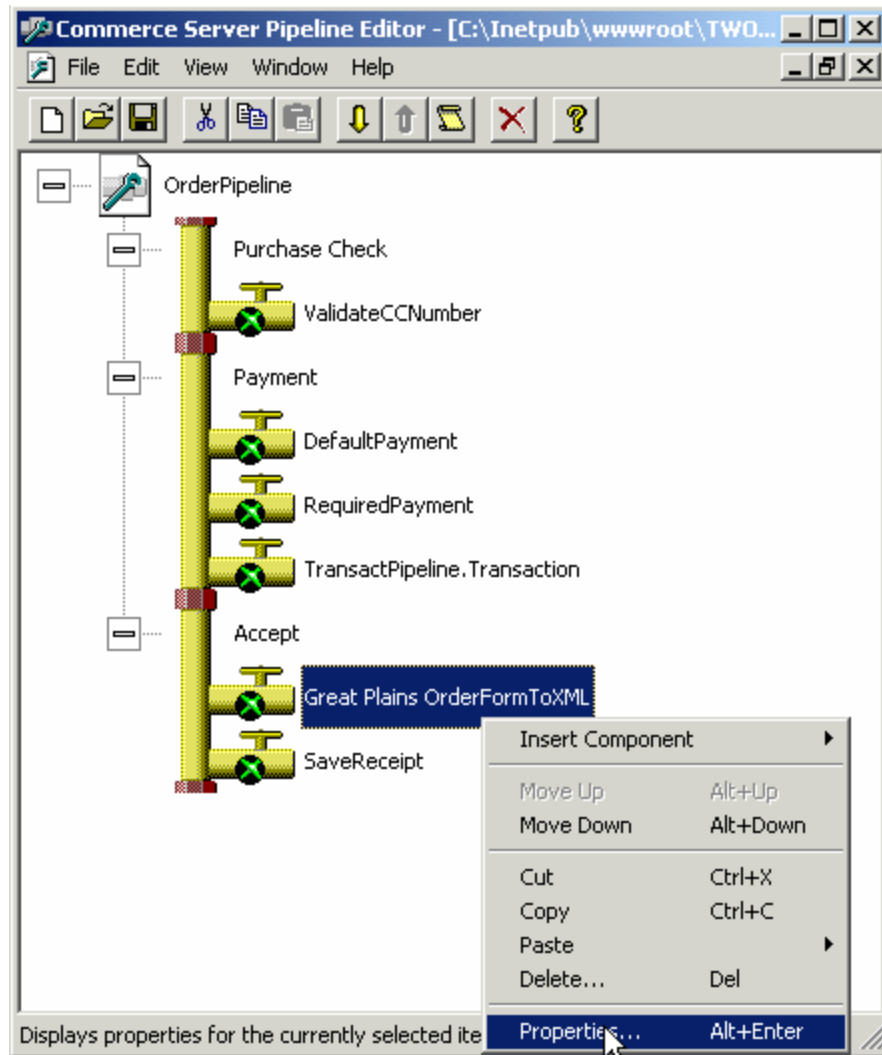 Commerce Server Pipeline Editor - [C:\Inetpub\wwwroot\TWO...
File Edit View Window Help
OrderPipeline
Purchase Check
ValidateCCNumber
Payment
DefaultPayment
RequiredPayment
TransactPipeline.Transaction
Accept
Great Plains OrderFormToXML
SaveReceipt
Insert Component
Move Up Alt+Up
Move Down Alt+Down
Cut Ctrl+X
Copy Ctrl+C
Paste
Delete... Del
Properties... Alt+Enter
Displays properties for the currently selected ite